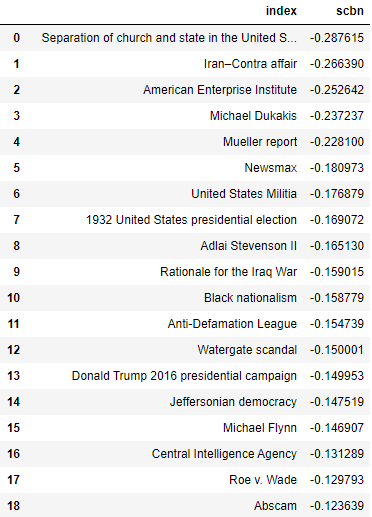 index scbn
0 Separation of church and state in the United S... -0.287615
1 Iran–Contra affair -0.266390
2 American Enterprise Institute -0.252642
3 Michael Dukakis -0.237237
4 Mueller report -0.228100
5 Newsmax -0.180973
6 United States Militia -0.176879
7 1932 United States presidential election -0.169072
8 Adlai Stevenson II -0.165130
9 Rationale for the Iraq War -0.159015
10 Black nationalism -0.158779
11 Anti-Defamation League -0.154739
12 Watergate scandal -0.150001
13 Donald Trump 2016 presidential campaign -0.149953
14 Jeffersonian democracy -0.147519
15 Michael Flynn -0.146907
16 Central Intelligence Agency -0.131289
17 Roe v. Wade -0.129793
18 Abscam -0.123639